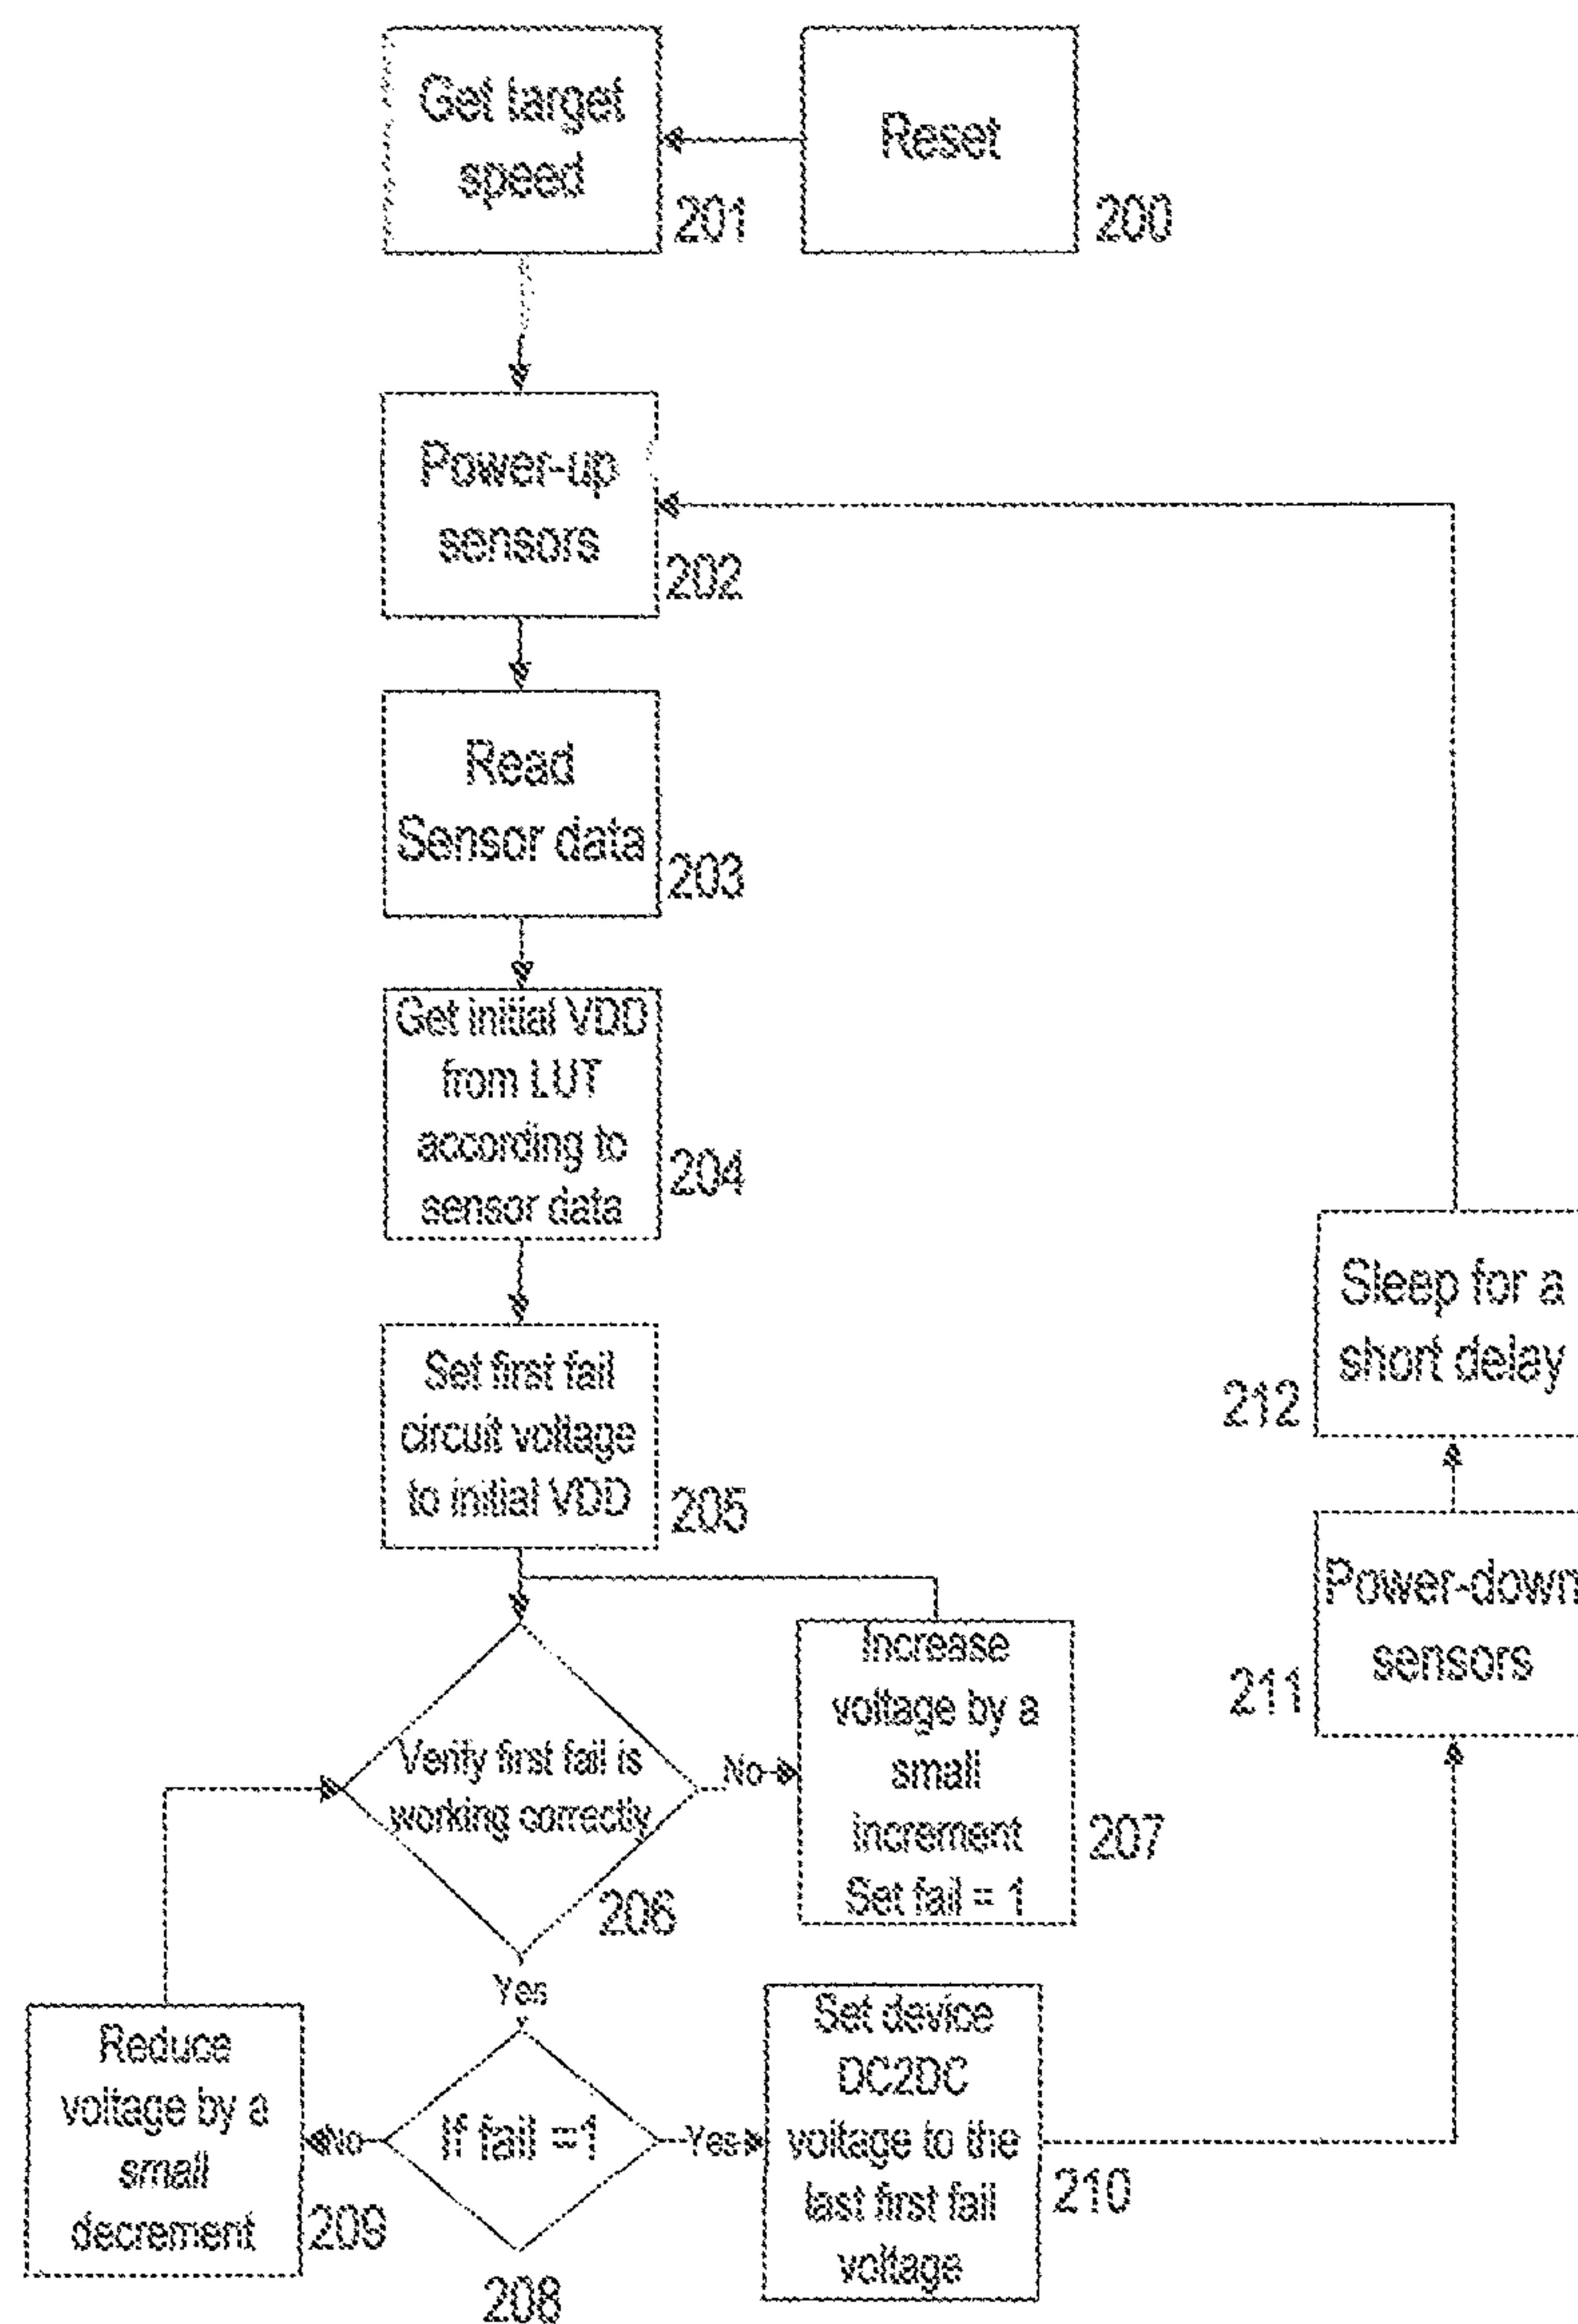 Get target
speed
201
Reset
200
Power-up
sensors
202
Read
Sensor data
203
Get initial VDD
from LUT
according to
sensor data
204
Set first fail
circuit voltage
to initial VDD
205
Verify first fail is
working correctly
206
No
Increase
voltage by a
small
increment
Set fail = 1
207
Yes
If fail =1
208
No
Reduce
voltage by a
small
decrement
209
Yes
Set device
DC2DC
voltage to the
last first fail
voltage
210
Power-down
sensors
211
Sleep for a
short delay
212